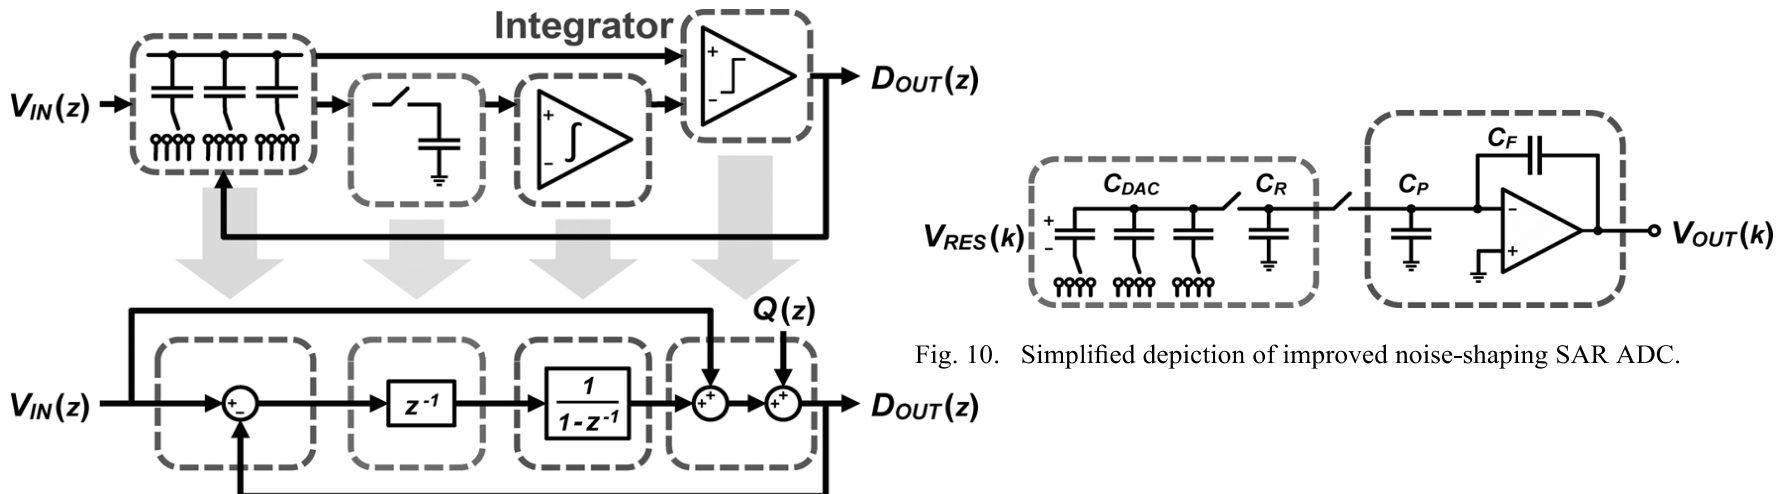 Integrator
+
−
V_IN(z)
D_OUT(z)
+
−
∫
C_F
C_DAC
C_R
C_P
+
−
V_RES(k)
−
+
V_OUT(k)
Q(z)
Fig. 10. Simplified depiction of improved noise-shaping SAR ADC.
V_IN(z)
+
−
z⁻¹
1
1-z⁻¹
+
+
+
+
D_OUT(z)